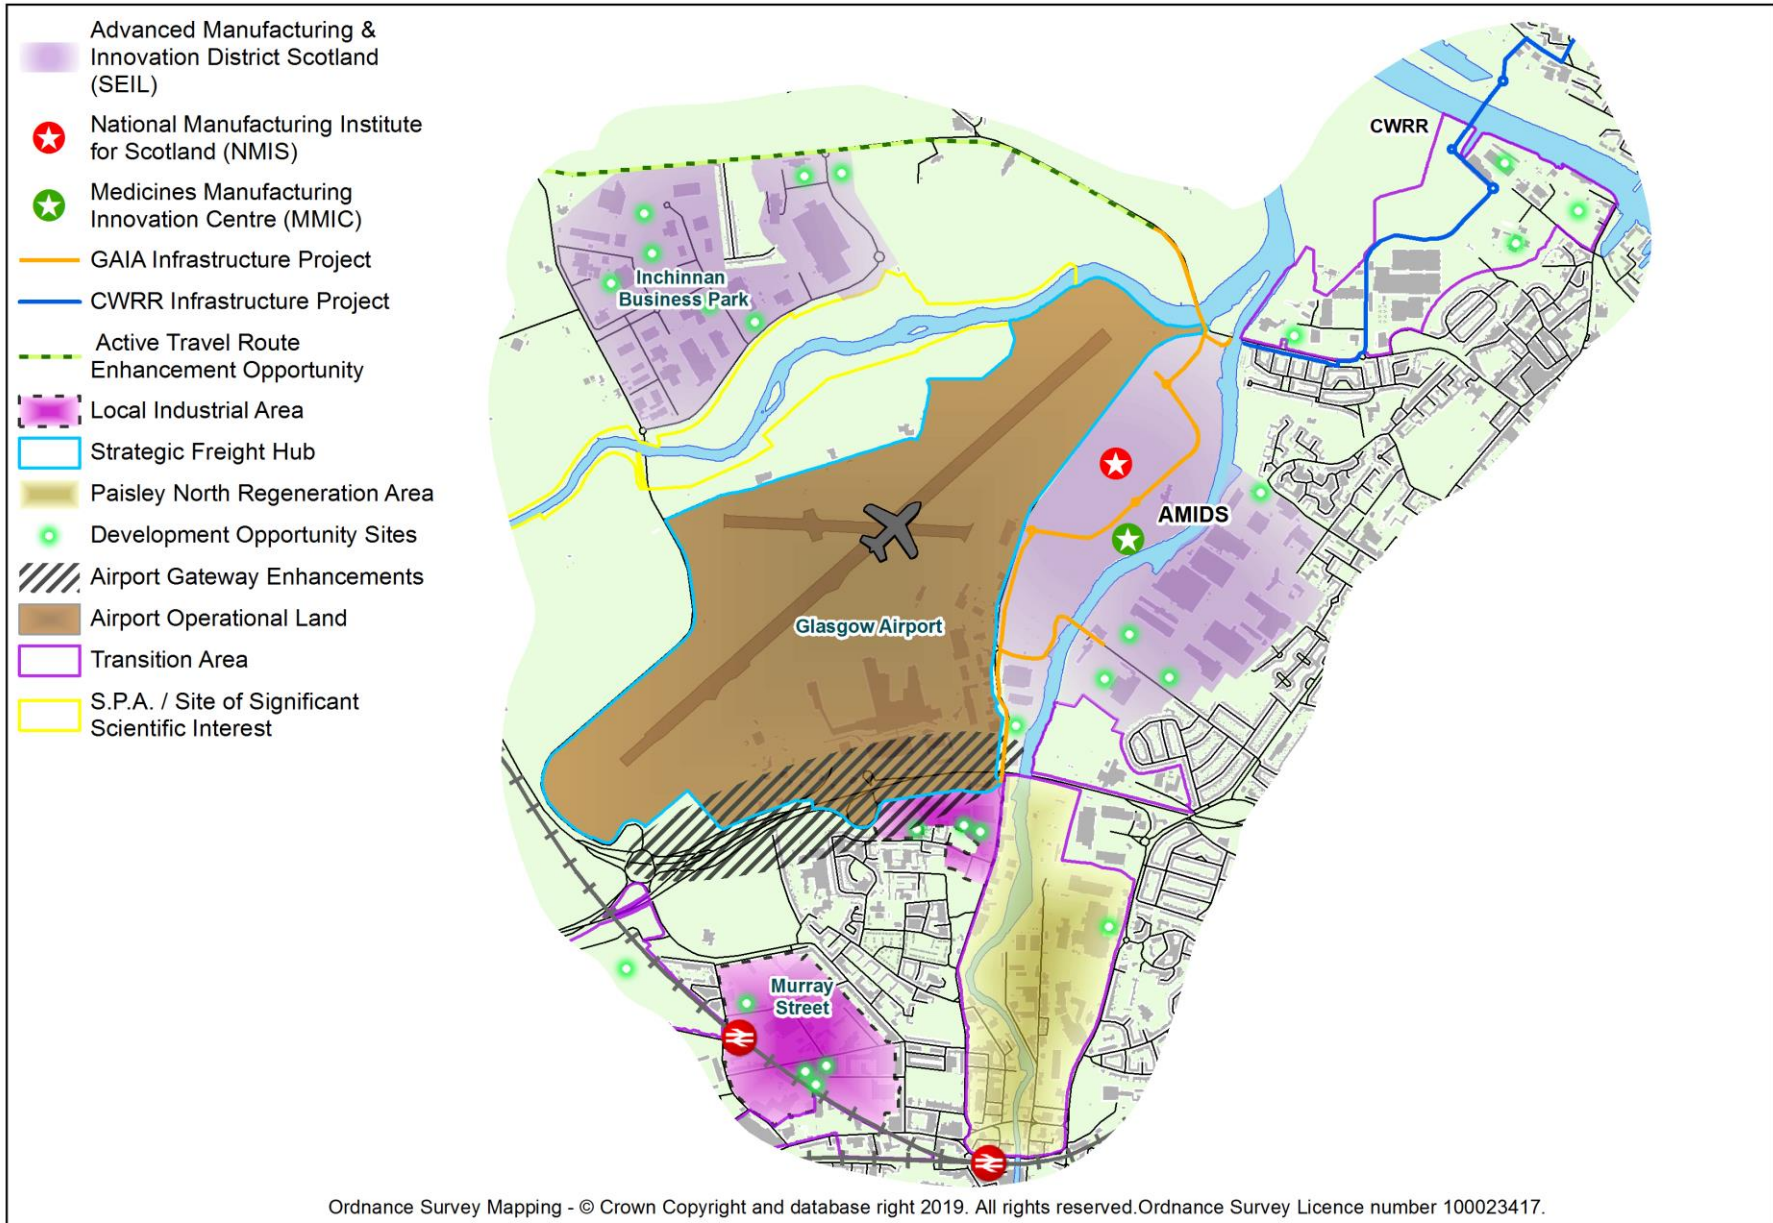 Advanced Manufacturing &
Innovation District Scotland
(SEIL)
National Manufacturing Institute
for Scotland (NMIS)
Medicines Manufacturing
Innovation Centre (MMIC)
GAIA Infrastructure Project
CWRR Infrastructure Project
Active Travel Route
Enhancement Opportunity
Local Industrial Area
Strategic Freight Hub
Paisley North Regeneration Area
Development Opportunity Sites
Airport Gateway Enhancements
Airport Operational Land
Transition Area
S.P.A. / Site of Significant
Scientific Interest
CWRR
Inchinnan
Business Park
AMIDS
Glasgow Airport
Murray
Street
Ordnance Survey Mapping - © Crown Copyright and database right 2019. All rights reserved.Ordnance Survey Licence number 100023417.